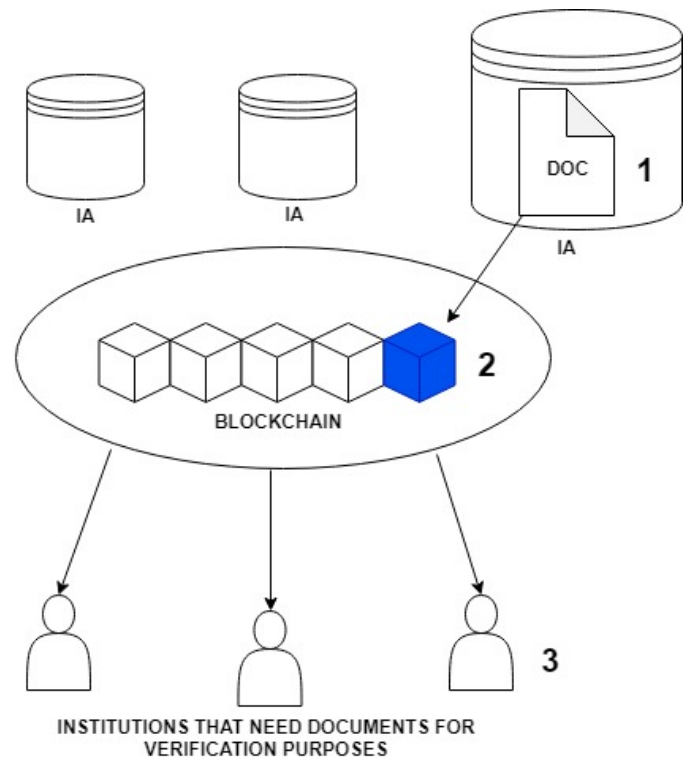 DOC
1
IA
IA
IA
2
BLOCKCHAIN
3
INSTITUTIONS THAT NEED DOCUMENTS FOR
VERIFICATION PURPOSES